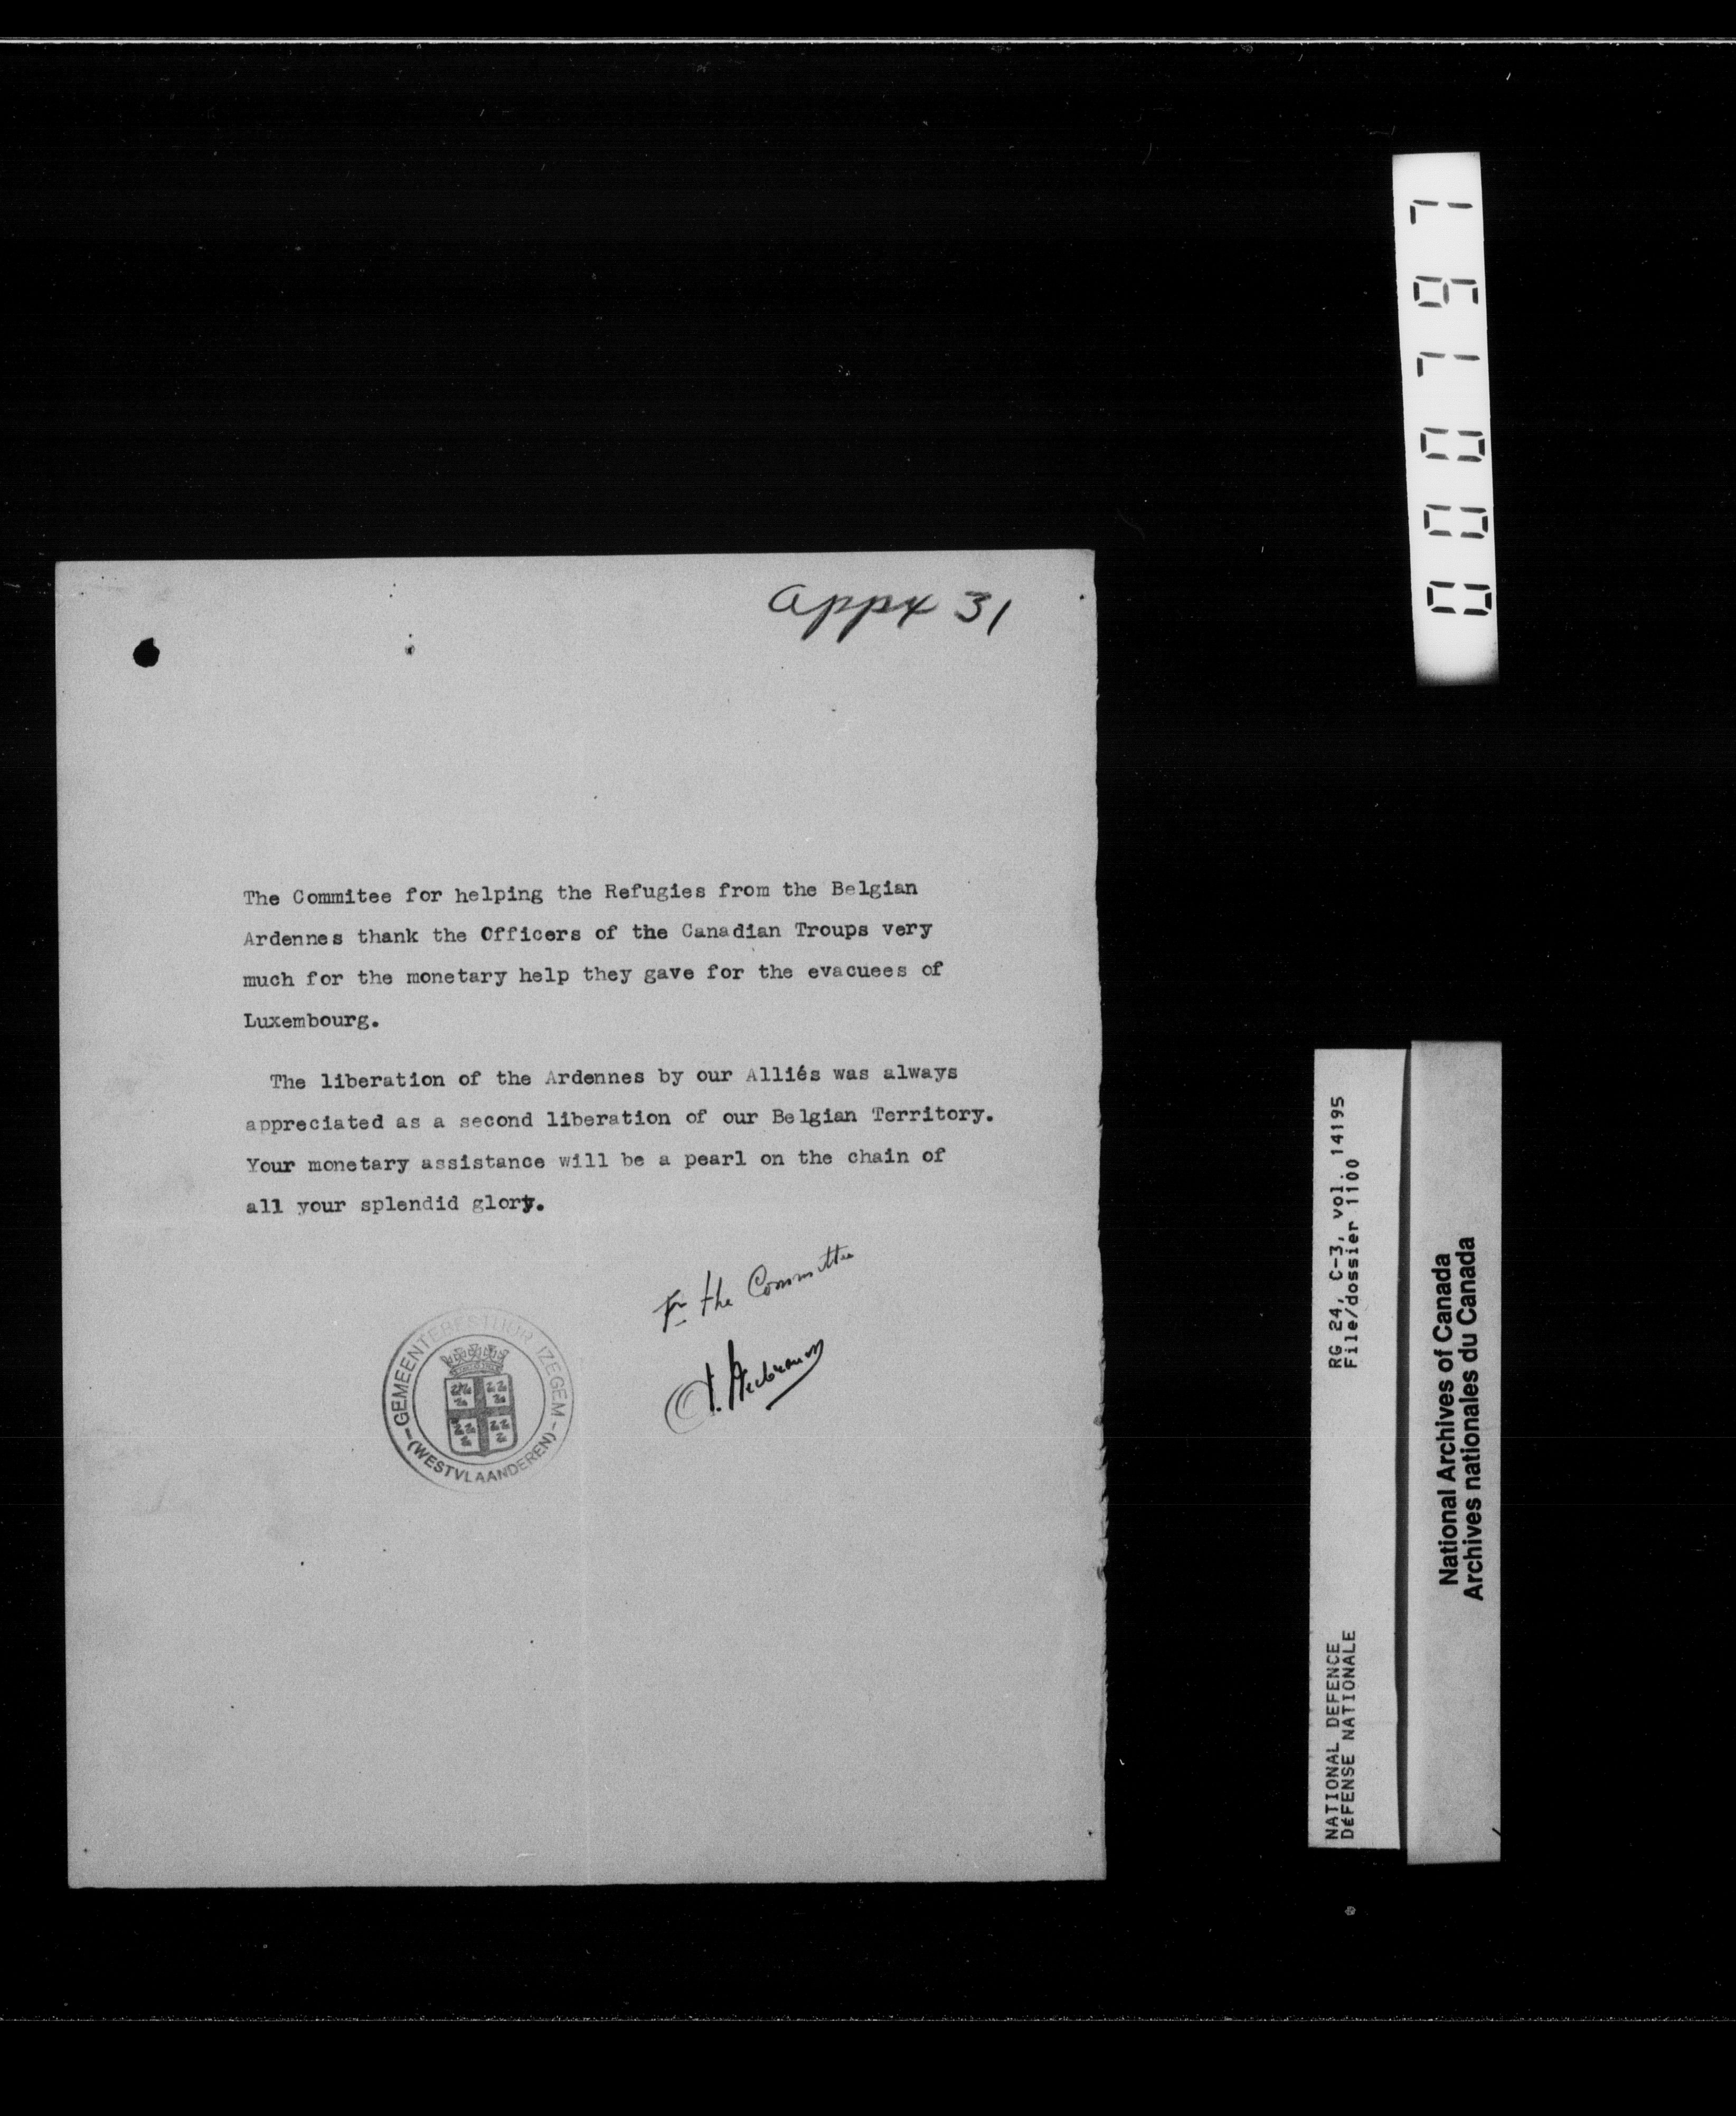 appx 31
The Commitee for helping the Refugies from the Belgian
Ardennes thank the Officers of the Canadian Troups very
much for the monetary help they gave for the evacuees of
Luxembourg.
The liberation of the Ardennes by our Alliés was always
appreciated as a second liberation of our Belgian Territory.
Your monetary assistance will be a pearl on the chain of
all your splendid glory.
for the Committee
GEMEENTEBESTUUR IZEGEM
-(WESTVLAANDEREN)-
000161
RG 24, C-3, vol. 14195
File/dossier 1100
NATIONAL DEFENCE
DéFENSE NATIONALE
National Archives of Canada
Archives nationales du Canada